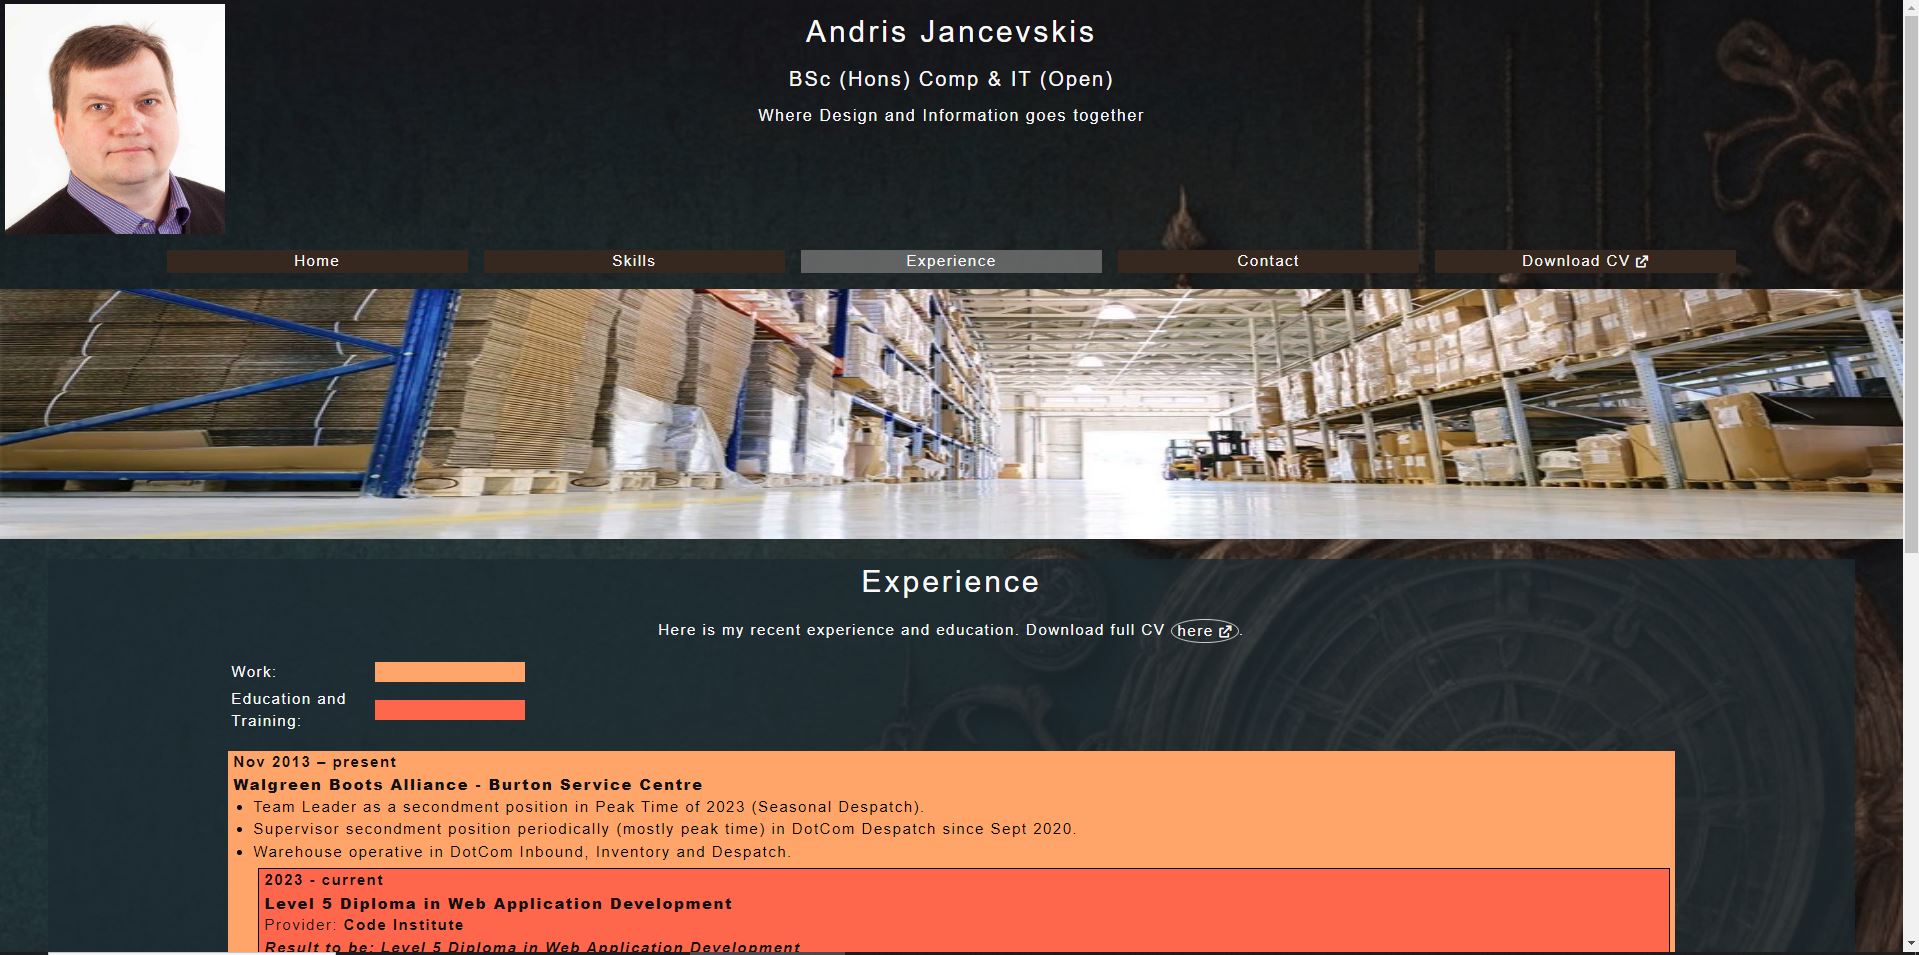 Andris Jancevskis
BSc (Hons) Comp & IT (Open)
Where Design and Information goes together
Home
Skills
Experience
Contact
Download CV
Experience
Here is my recent experience and education. Download full CV here.
Work:
Education and
Training:
Nov 2013 – present
Walgreen Boots Alliance - Burton Service Centre
Team Leader as a secondment position in Peak Time of 2023 (Seasonal Despatch).
Supervisor secondment position periodically (mostly peak time) in DotCom Despatch since Sept 2020.
Warehouse operative in DotCom Inbound, Inventory and Despatch.
2023 - current
Level 5 Diploma in Web Application Development
Provider: Code Institute
Result to be: Level 5 Diploma in Web Application Development